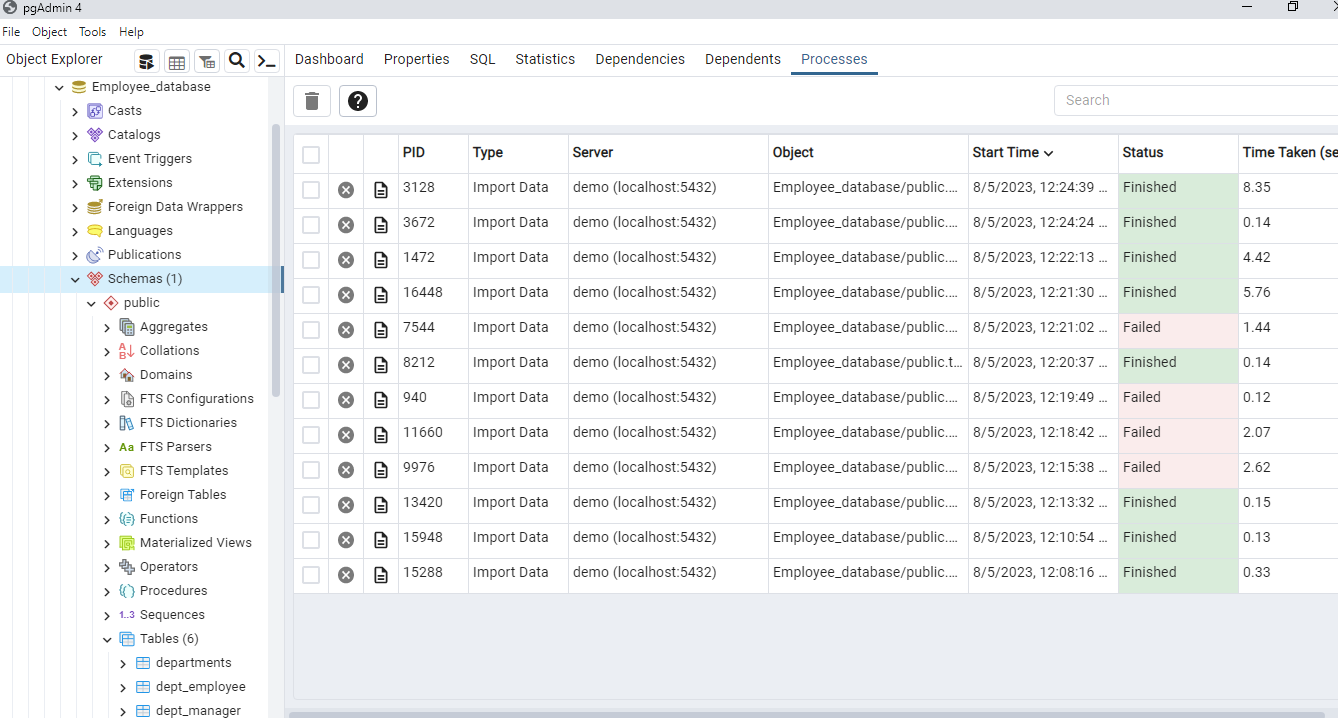 pgAdmin 4
File Object Tools Help
Object Explorer
Dashboard Properties SQL Statistics Dependencies Dependents Processes
Employee_database
Casts
Catalogs
Event Triggers
Extensions
Foreign Data Wrappers
Languages
Publications
Schemas (1)
public
Aggregates
Collations
Domains
FTS Configurations
FTS Dictionaries
Aa FTS Parsers
FTS Templates
Foreign Tables
Functions
Materialized Views
Operators
Procedures
1..3 Sequences
Tables (6)
departments
dept_employee
dept_manager
Search
PID Type Server Object Start Time Status Time Taken (se
3128 Import Data demo (localhost:5432) Employee_database/public.... 8/5/2023, 12:24:39 ... Finished 8.35
3672 Import Data demo (localhost:5432) Employee_database/public.... 8/5/2023, 12:24:24 ... Finished 0.14
1472 Import Data demo (localhost:5432) Employee_database/public.... 8/5/2023, 12:22:13 ... Finished 4.42
16448 Import Data demo (localhost:5432) Employee_database/public.... 8/5/2023, 12:21:30 ... Finished 5.76
7544 Import Data demo (localhost:5432) Employee_database/public.... 8/5/2023, 12:21:02 ... Failed 1.44
8212 Import Data demo (localhost:5432) Employee_database/public.t... 8/5/2023, 12:20:37 ... Finished 0.14
940 Import Data demo (localhost:5432) Employee_database/public.... 8/5/2023, 12:19:49 ... Failed 0.12
11660 Import Data demo (localhost:5432) Employee_database/public.... 8/5/2023, 12:18:42 ... Failed 2.07
9976 Import Data demo (localhost:5432) Employee_database/public.... 8/5/2023, 12:15:38 ... Failed 2.62
13420 Import Data demo (localhost:5432) Employee_database/public.... 8/5/2023, 12:13:32 ... Finished 0.15
15948 Import Data demo (localhost:5432) Employee_database/public.... 8/5/2023, 12:10:54 ... Finished 0.13
15288 Import Data demo (localhost:5432) Employee_database/public.... 8/5/2023, 12:08:16 ... Finished 0.33